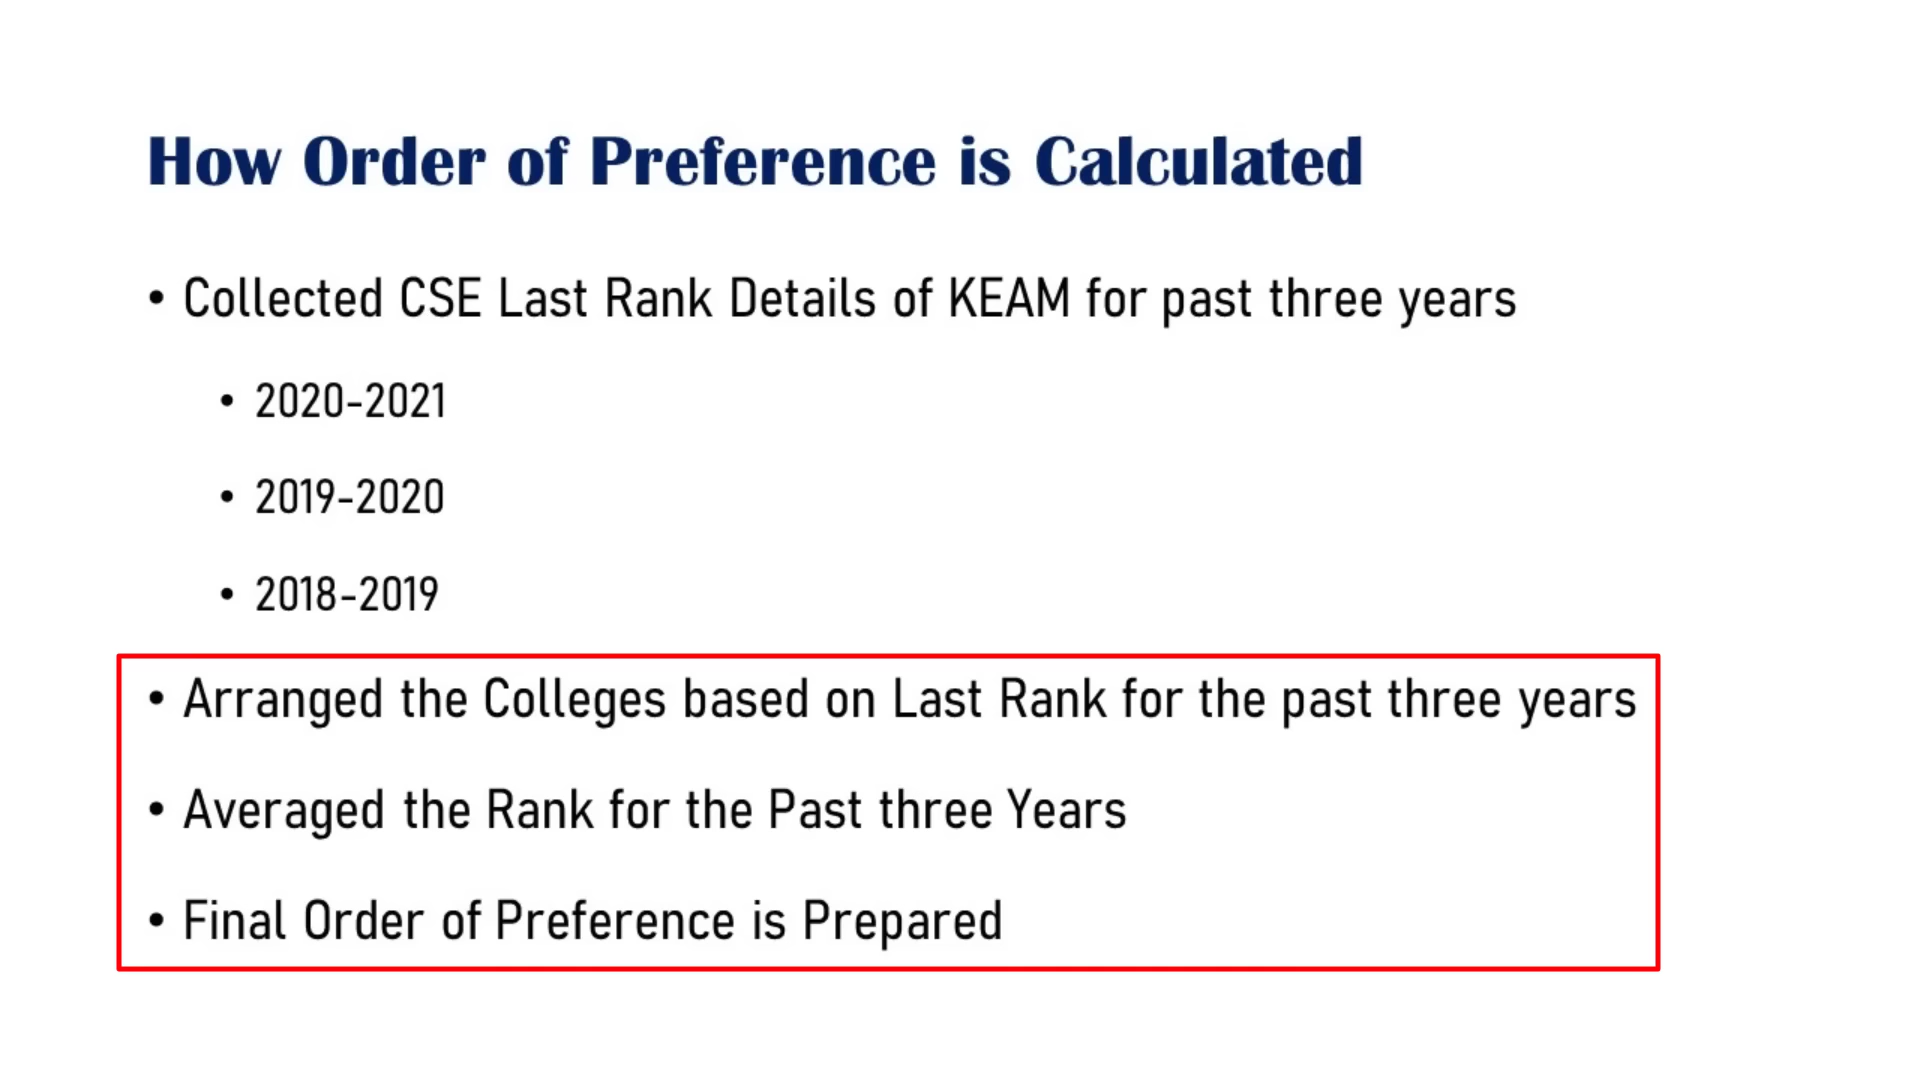 How Order of Preference is Calculated
• Collected CSE Last Rank Details of KEAM for past three years
• 2020-2021
• 2019-2020
• 2018-2019
• Arranged the Colleges based on Last Rank for the past three years
• Averaged the Rank for the Past three Years
• Final Order of Preference is Prepared